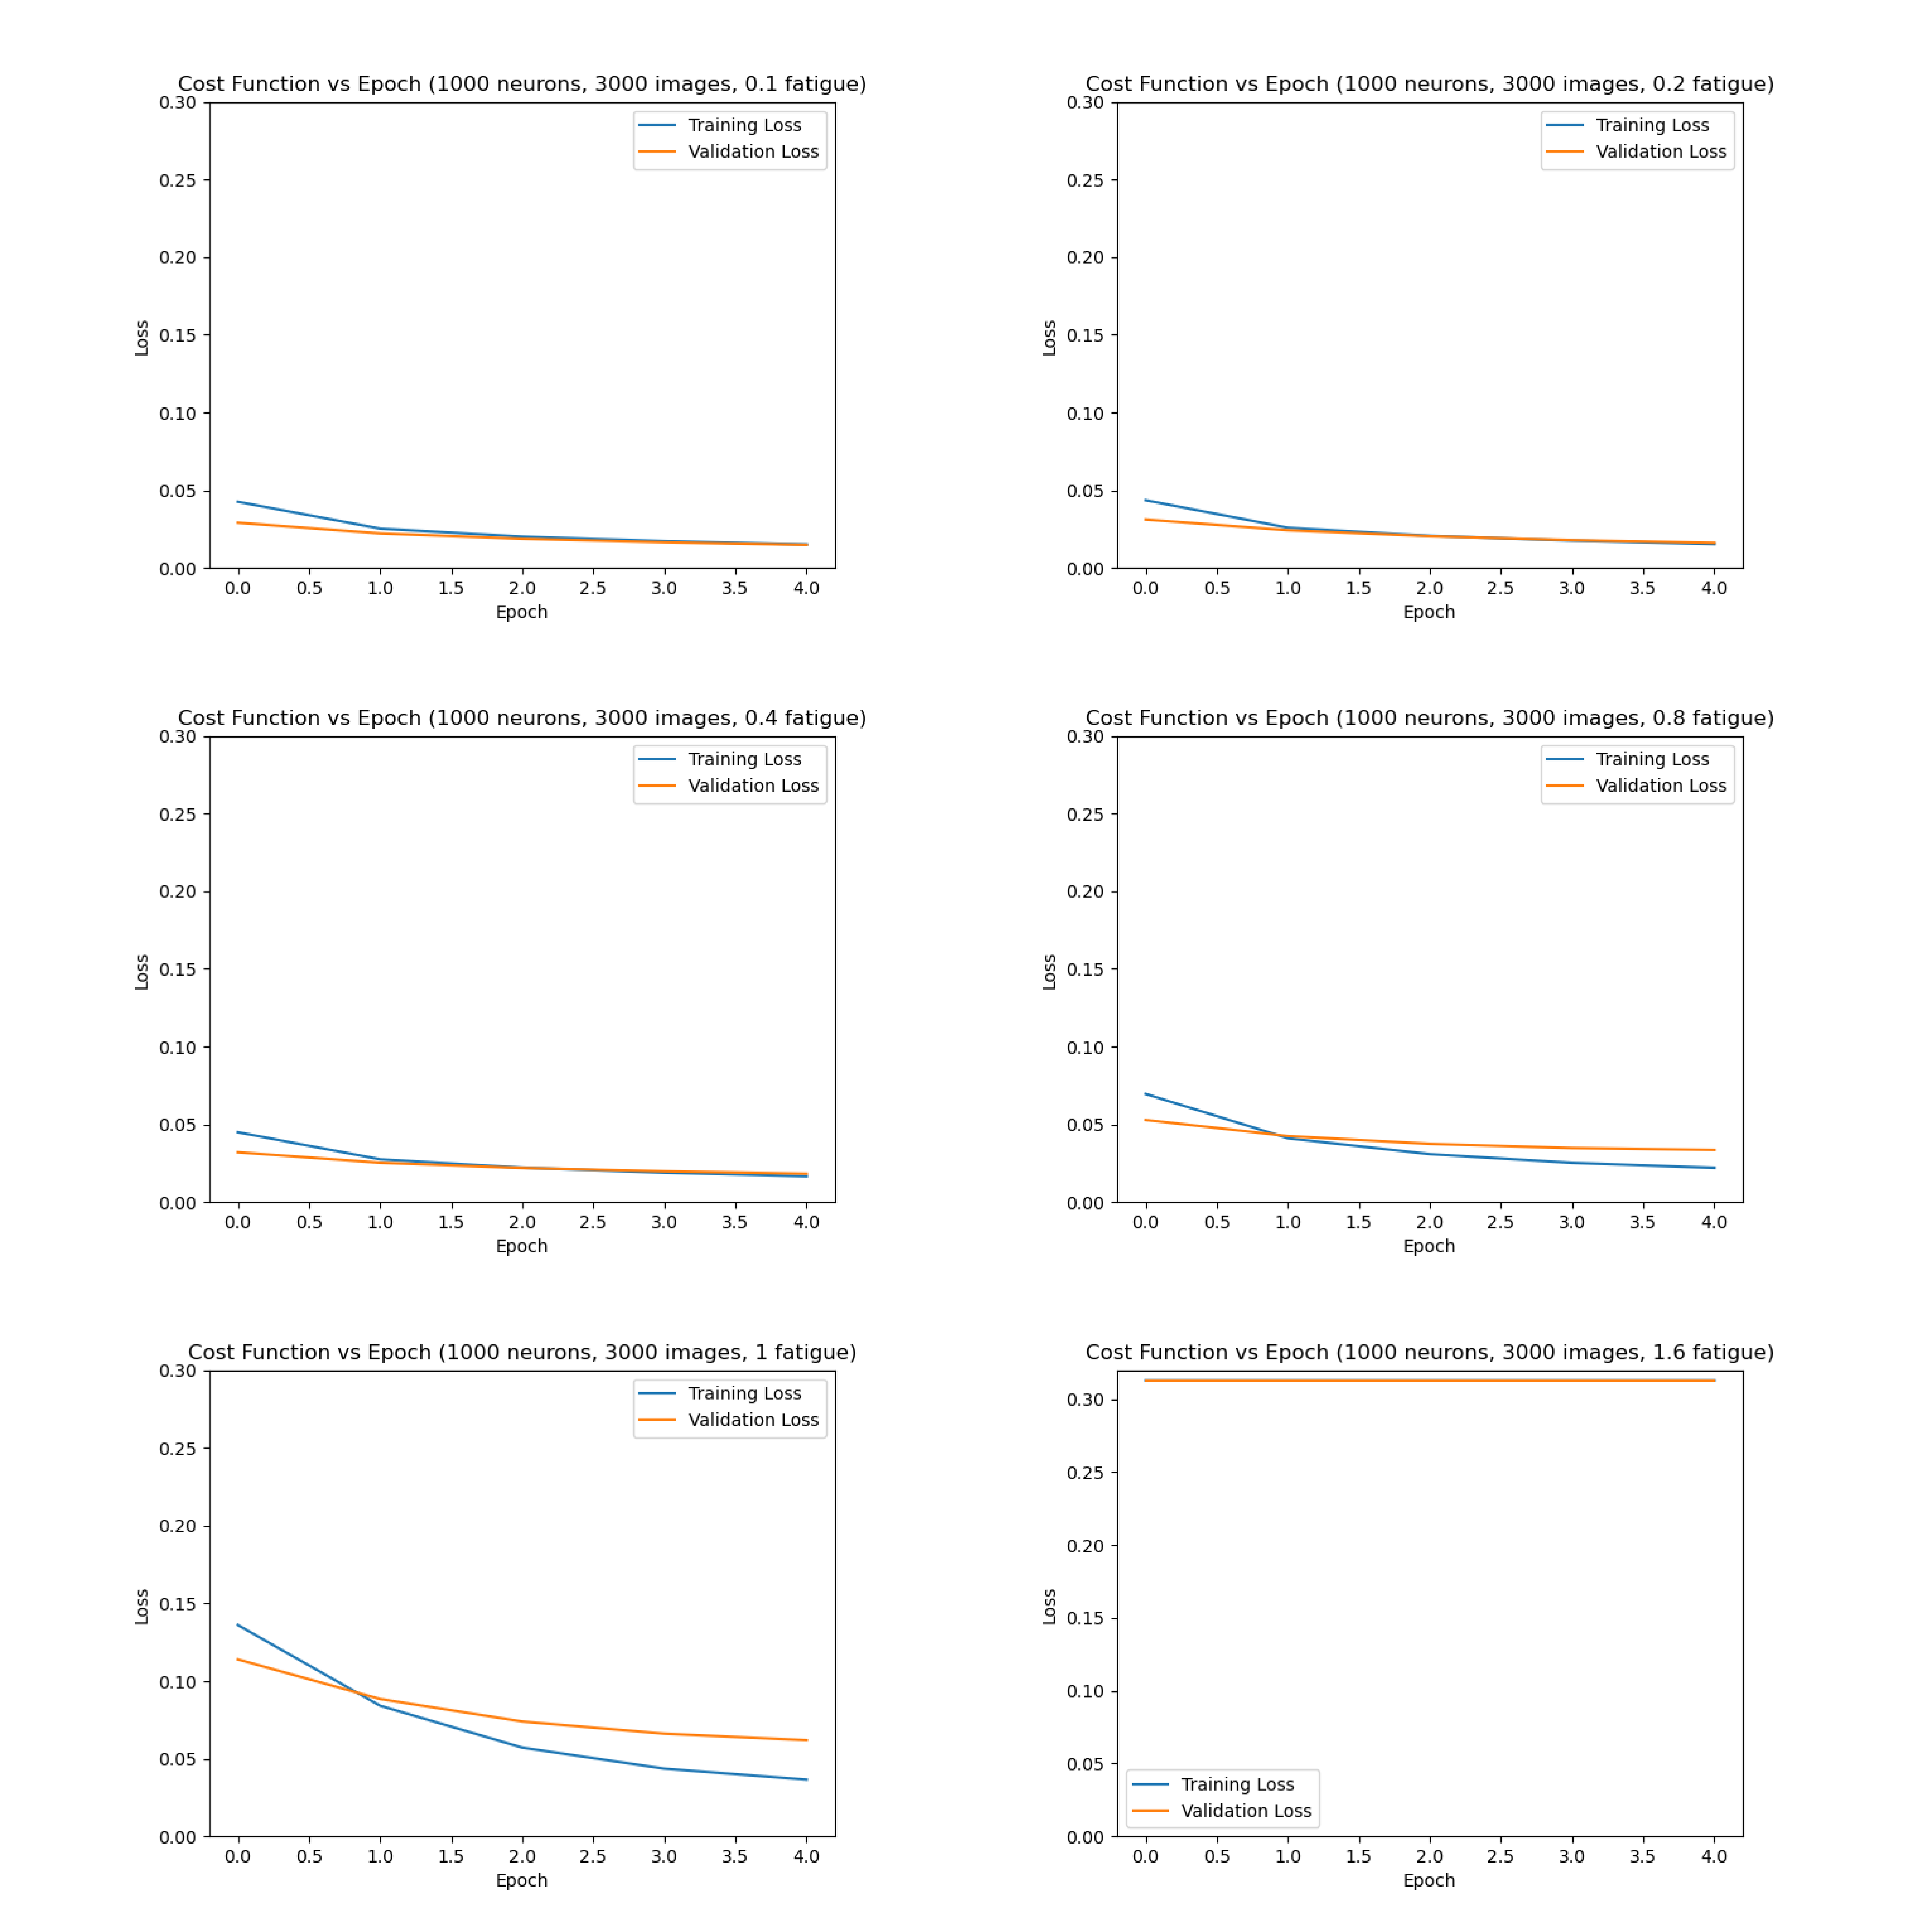 Cost Function vs Epoch (1000 neurons, 3000 images, 0.1 fatigue)
0.30
0.25
0.20
0.15
0.10
0.05
0.00
Loss
Training Loss
Validation Loss
0.0 0.5 1.0 1.5 2.0 2.5 3.0 3.5 4.0
Epoch
Cost Function vs Epoch (1000 neurons, 3000 images, 0.2 fatigue)
0.30
0.25
0.20
0.15
0.10
0.05
0.00
Loss
Training Loss
Validation Loss
0.0 0.5 1.0 1.5 2.0 2.5 3.0 3.5 4.0
Epoch
Cost Function vs Epoch (1000 neurons, 3000 images, 0.4 fatigue)
0.30
0.25
0.20
0.15
0.10
0.05
0.00
Loss
Training Loss
Validation Loss
0.0 0.5 1.0 1.5 2.0 2.5 3.0 3.5 4.0
Epoch
Cost Function vs Epoch (1000 neurons, 3000 images, 0.8 fatigue)
0.30
0.25
0.20
0.15
0.10
0.05
0.00
Loss
Training Loss
Validation Loss
0.0 0.5 1.0 1.5 2.0 2.5 3.0 3.5 4.0
Epoch
Cost Function vs Epoch (1000 neurons, 3000 images, 1 fatigue)
0.30
0.25
0.20
0.15
0.10
0.05
0.00
Loss
Training Loss
Validation Loss
0.0 0.5 1.0 1.5 2.0 2.5 3.0 3.5 4.0
Epoch
Cost Function vs Epoch (1000 neurons, 3000 images, 1.6 fatigue)
0.30
0.25
0.20
0.15
0.10
0.05
0.00
Loss
Training Loss
Validation Loss
0.0 0.5 1.0 1.5 2.0 2.5 3.0 3.5 4.0
Epoch